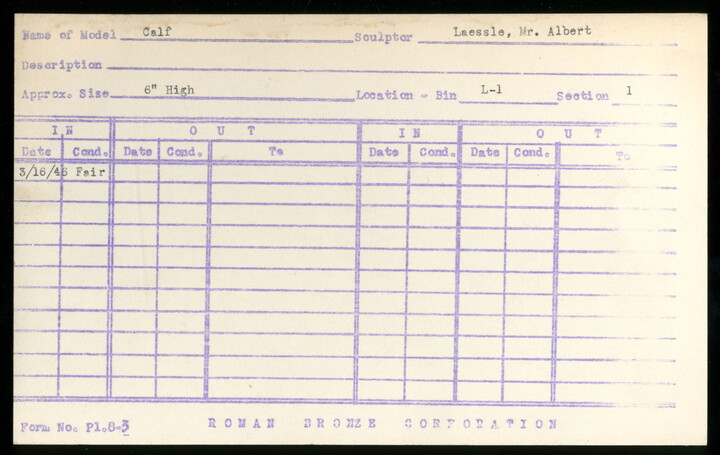 Name of Model Calf Sculptor Laessle, Mr. Albert
Description
Approx. Size 6" High Location - Bin L-1 Section 1
IN OUT IN OUT
Date Cond. Date Cond. To Date Cond. Date Cond. To
3/16/46 Fair
Form No. Pl.8-3 ROMAN BRONZE CORPORATION